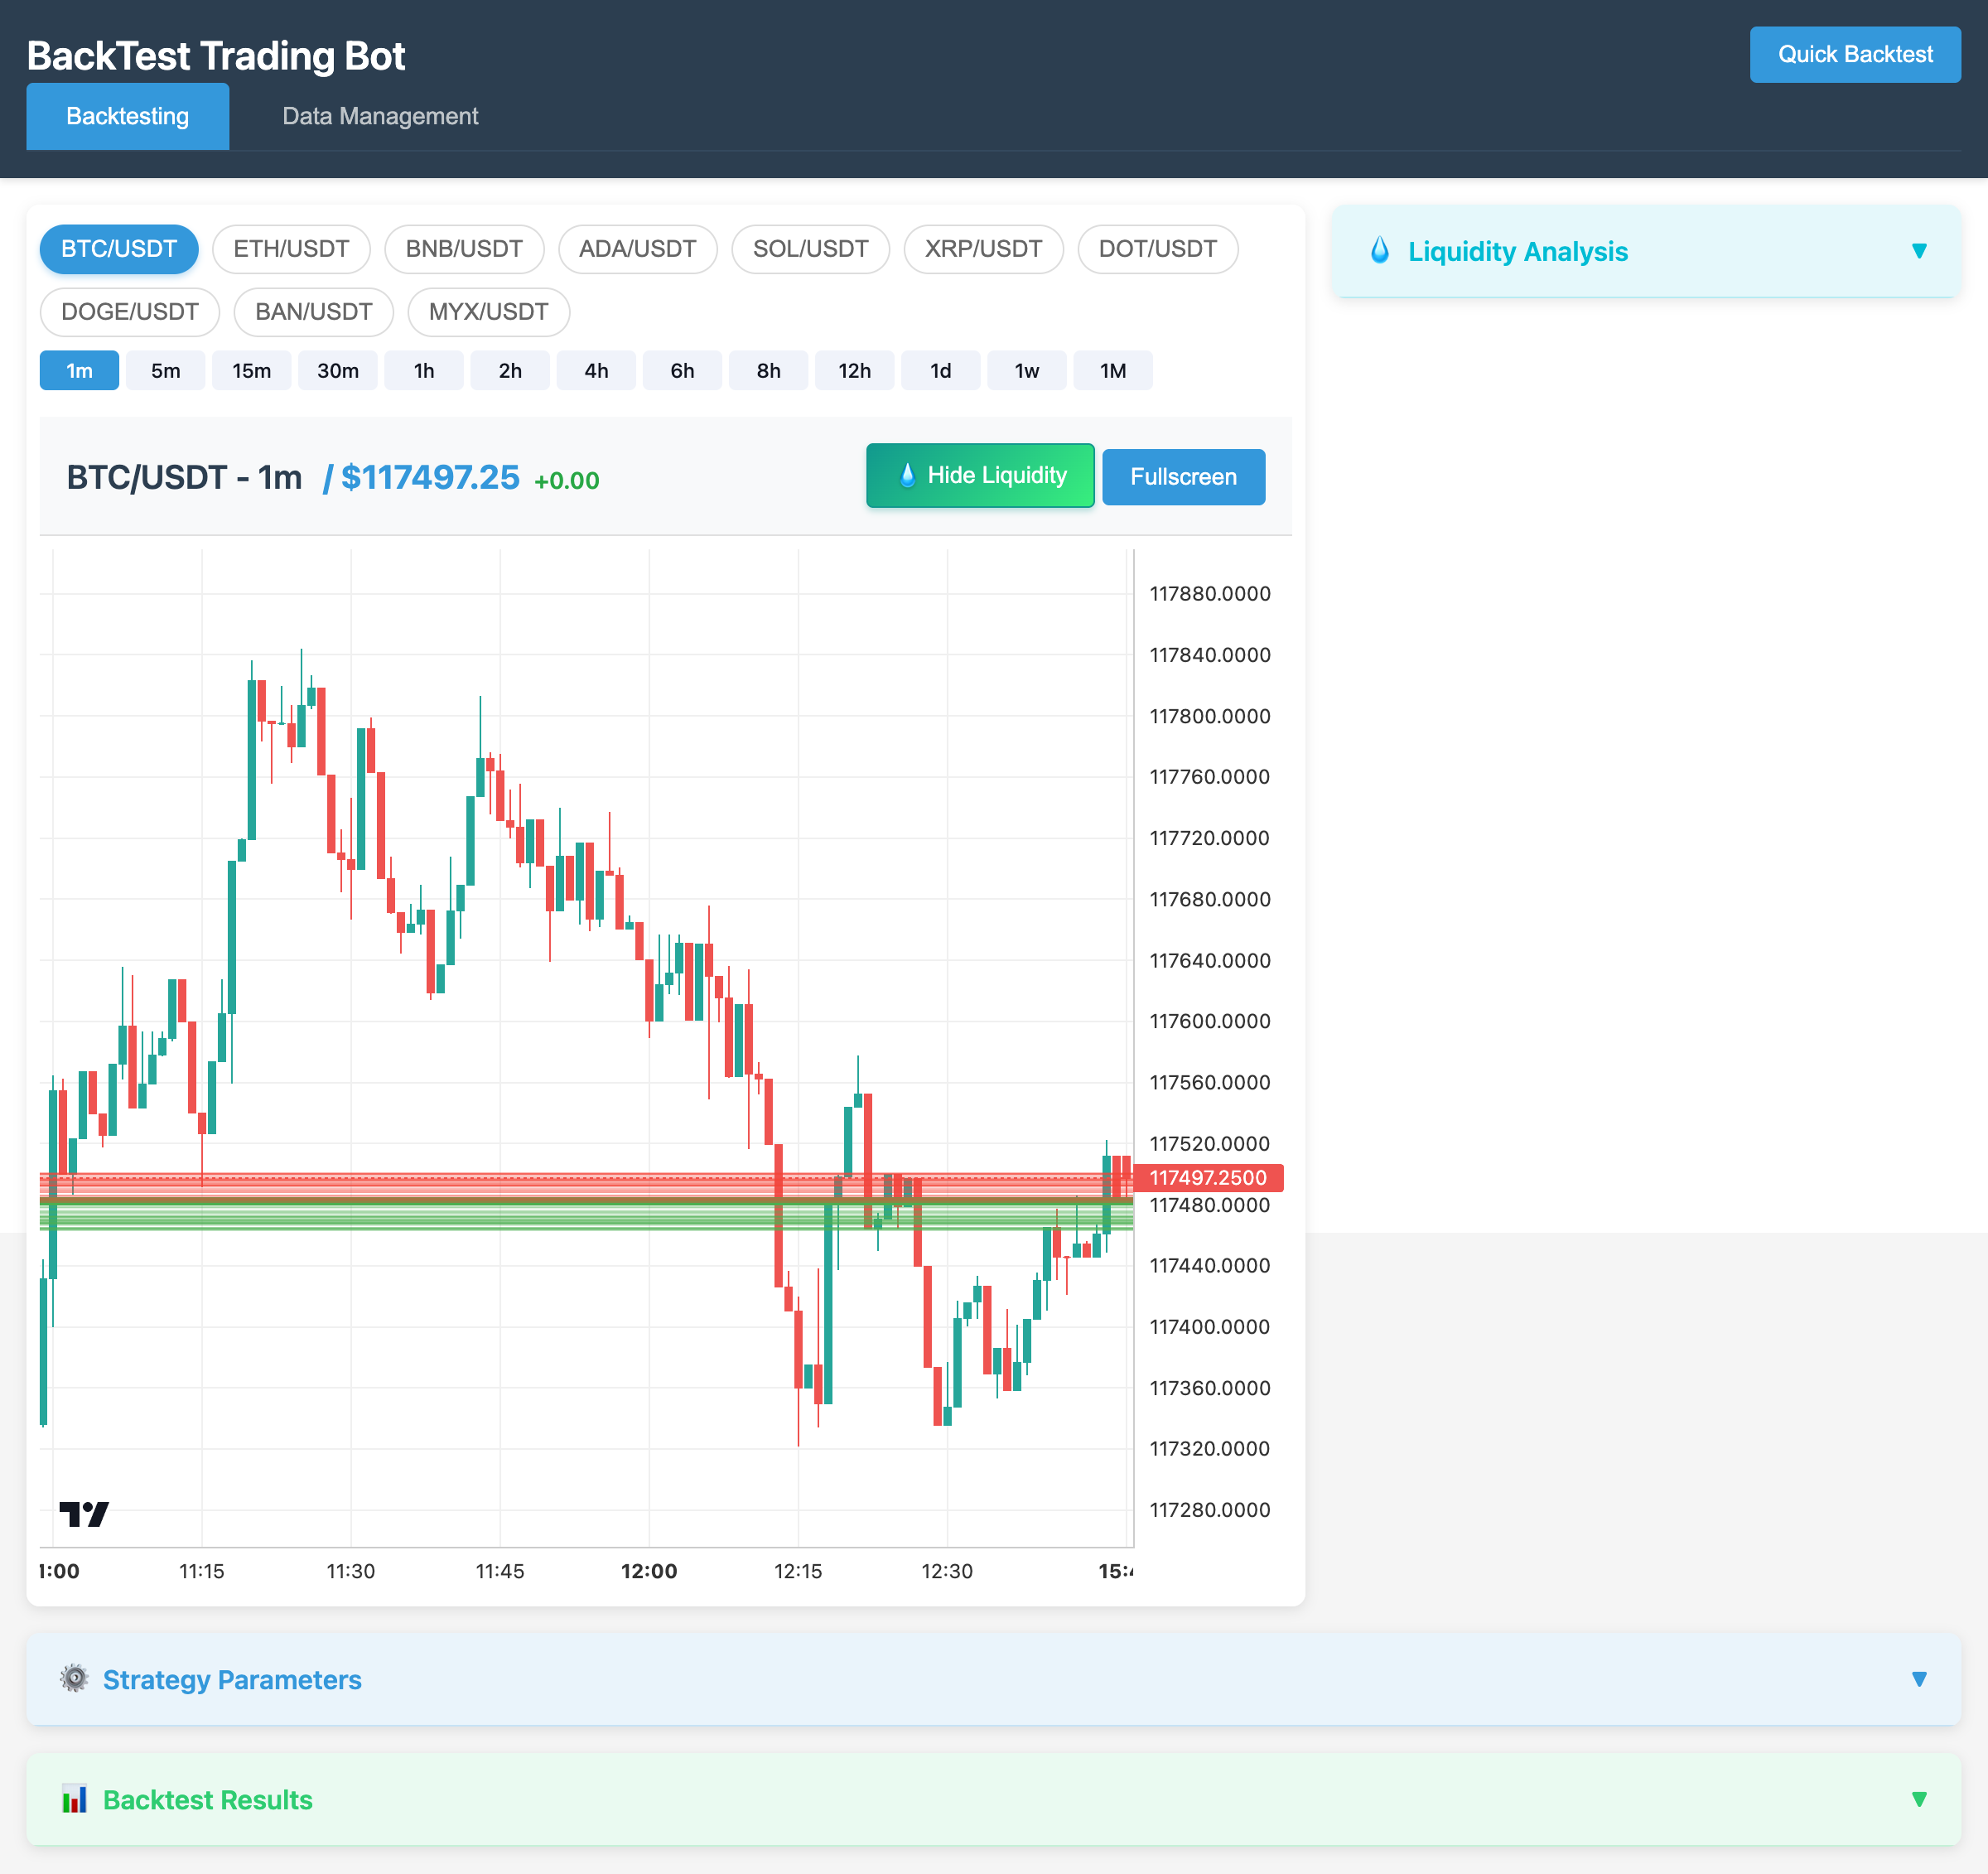 BackTest Trading Bot
Quick Backtest
Backtesting Data Management
BTC/USDT ETH/USDT BNB/USDT ADA/USDT SOL/USDT XRP/USDT DOT/USDT
DOGE/USDT BAN/USDT MYX/USDT
1m 5m 15m 30m 1h 2h 4h 6h 8h 12h 1d 1w 1M
BTC/USDT - 1m / $117497.25 +0.00
Hide Liquidity
Fullscreen
117880.0000
117840.0000
117800.0000
117760.0000
117720.0000
117680.0000
117640.0000
117600.0000
117560.0000
117520.0000
117497.2500
117480.0000
117440.0000
117400.0000
117360.0000
117320.0000
117280.0000
1:00 11:15 11:30 11:45 12:00 12:15 12:30 15:4
Liquidity Analysis
Strategy Parameters
Backtest Results